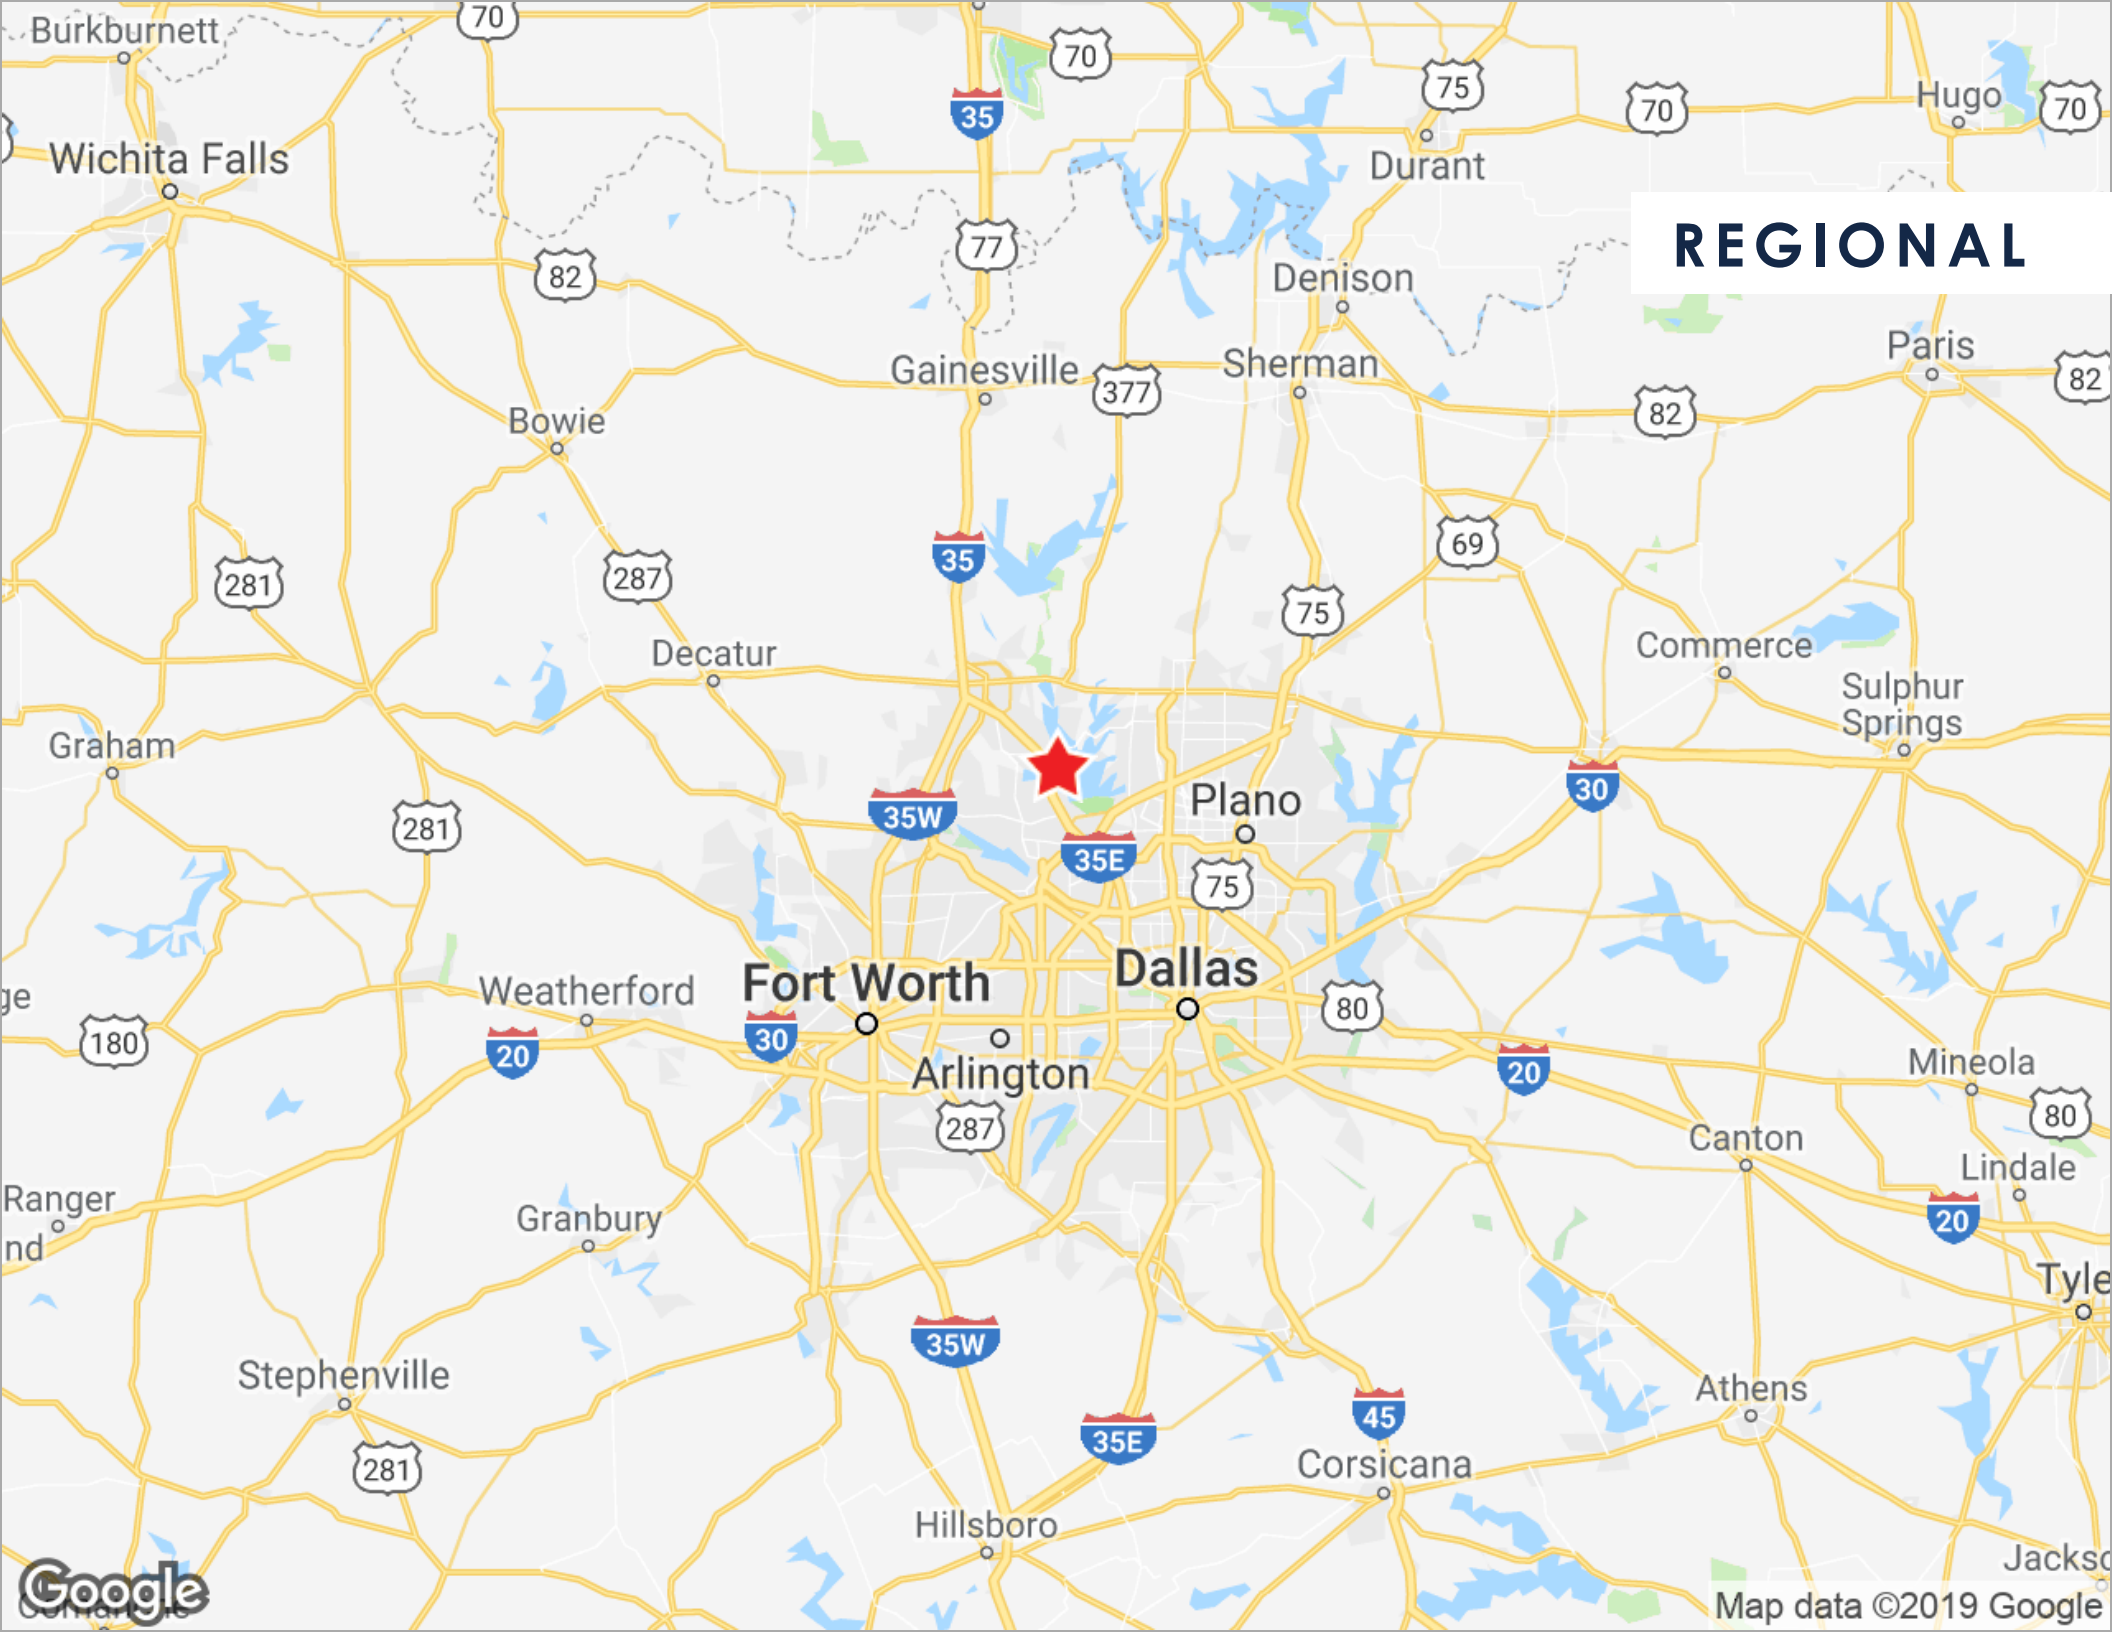 Burkburnett
70
70
75
70
Hugo
70
35
Wichita Falls
Durant
REGIONAL
77
82
Denison
Gainesville
377
Sherman
Paris
82
82
Bowie
35
69
281
287
75
Decatur
Commerce
Sulphur
Springs
Graham
30
Plano
35W
281
35E
75
Dallas
Fort Worth
Weatherford
ge
80
180
30
20
Arlington
20
Mineola
287
80
Canton
Lindale
Ranger
Granbury
20
nd
Tyle
35W
Stephenville
Athens
45
35E
281
Corsicana
Hillsboro
Jacksc
Google
Map data ©2019 Google